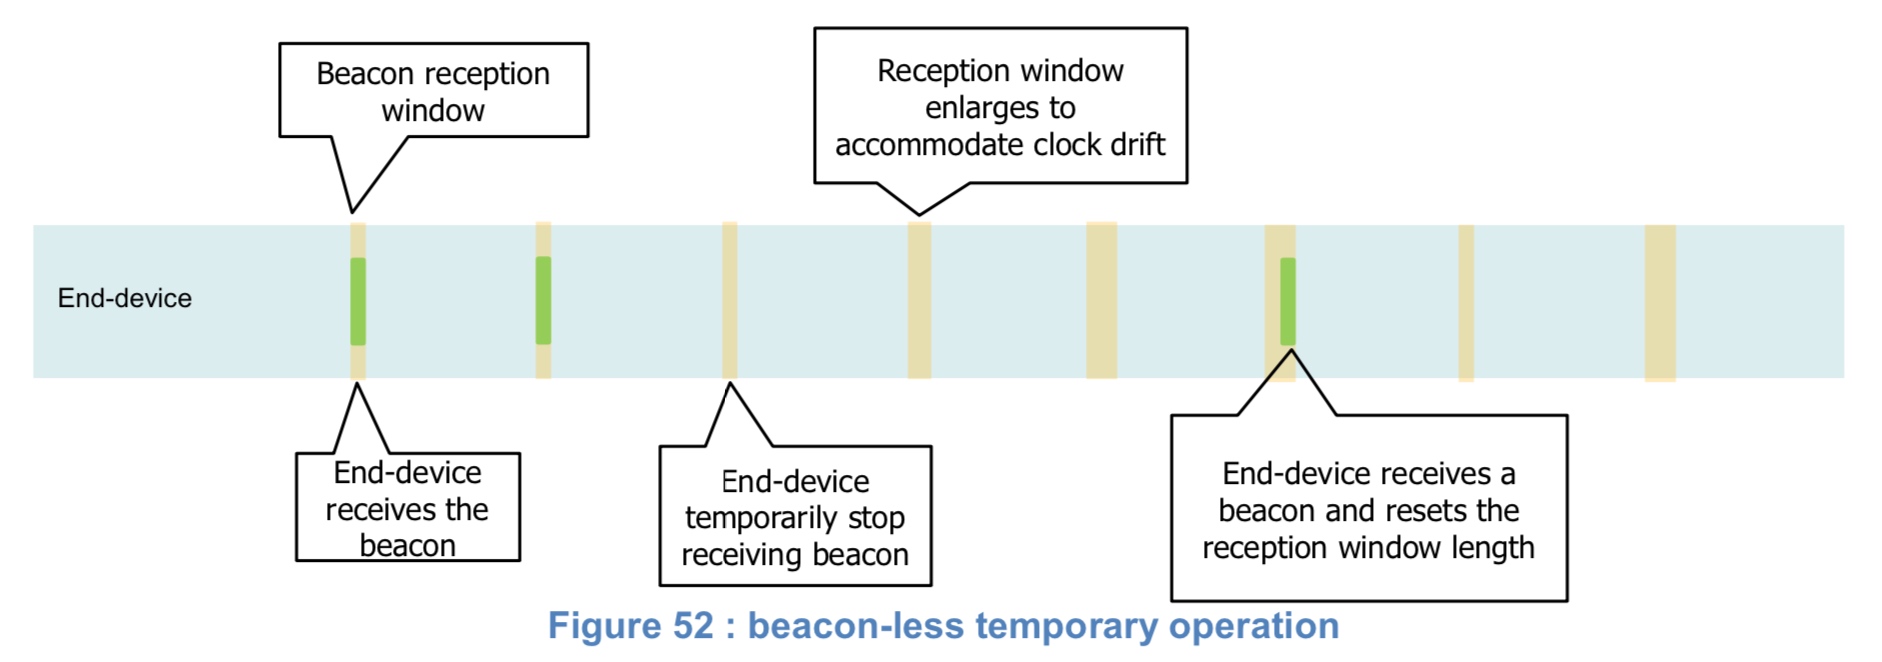 Beacon reception
window
Reception window
enlarges to
accommodate clock drift
End-device
End-device
receives the
beacon
End-device
temporarily stop
receiving beacon
End-device receives a
beacon and resets the
reception window length
Figure 52 : beacon-less temporary operation